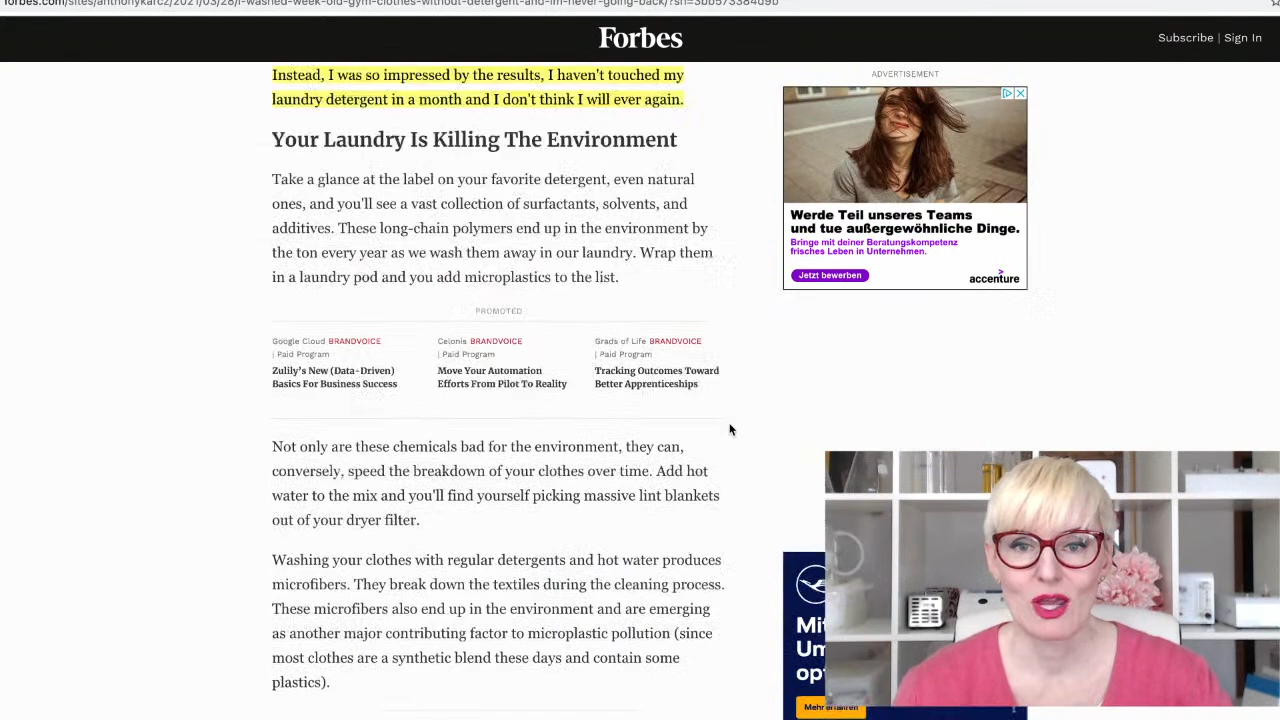 forbes.com/sites/anthonykarcz/2021/03/28/i-washed-week-old-gym-clothes-without-detergent-and-im-never-going-back/?sh=3bb573384d9b
Forbes
Subscribe | Sign In
Instead, I was so impressed by the results, I haven't touched my
laundry detergent in a month and I don't think I will ever again.
Your Laundry Is Killing The Environment
Take a glance at the label on your favorite detergent, even natural
ones, and you'll see a vast collection of surfactants, solvents, and
additives. These long-chain polymers end up in the environment by
the ton every year as we wash them away in our laundry. Wrap them
in a laundry pod and you add microplastics to the list.
PROMOTED
Google Cloud BRANDVOICE
| Paid Program
Zulily's New (Data-Driven)
Basics For Business Success
Celonis BRANDVOICE
| Paid Program
Move Your Automation
Efforts From Pilot To Reality
Grads of Life BRANDVOICE
| Paid Program
Tracking Outcomes Toward
Better Apprenticeships
Not only are these chemicals bad for the environment, they can,
conversely, speed the breakdown of your clothes over time. Add hot
water to the mix and you'll find yourself picking massive lint blankets
out of your dryer filter.
Washing your clothes with regular detergents and hot water produces
microfibers. They break down the textiles during the cleaning process.
These microfibers also end up in the environment and are emerging
as another major contributing factor to microplastic pollution (since
most clothes are a synthetic blend these days and contain some
plastics).
ADVERTISEMENT
Werde Teil unseres Teams
und tue außergewöhnliche Dinge.
Bringe mit deiner Beratungskompetenz
frisches Leben in Unternehmen.
Jetzt bewerben
accenture
Mit
Um
opt
Mehr erfahren